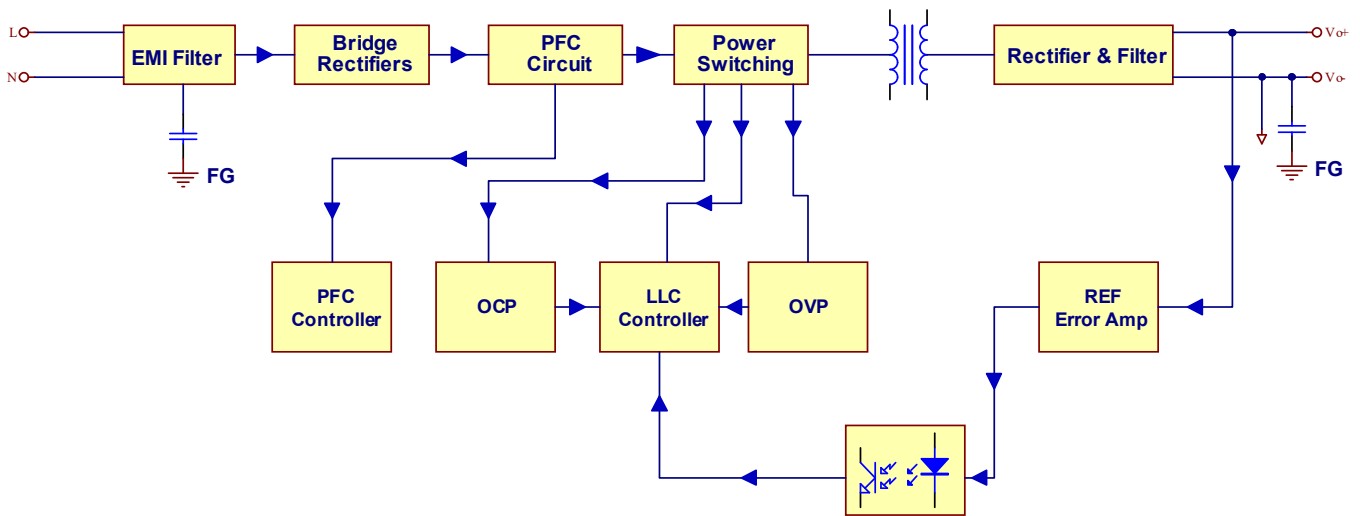 L
EMI Filter
Bridge
Rectifiers
PFC
Circuit
Power
Switching
Rectifier & Filter
Vo+
N
Vo-
FG
FG
PFC
Controller
OCP
LLC
Controller
OVP
REF
Error Amp